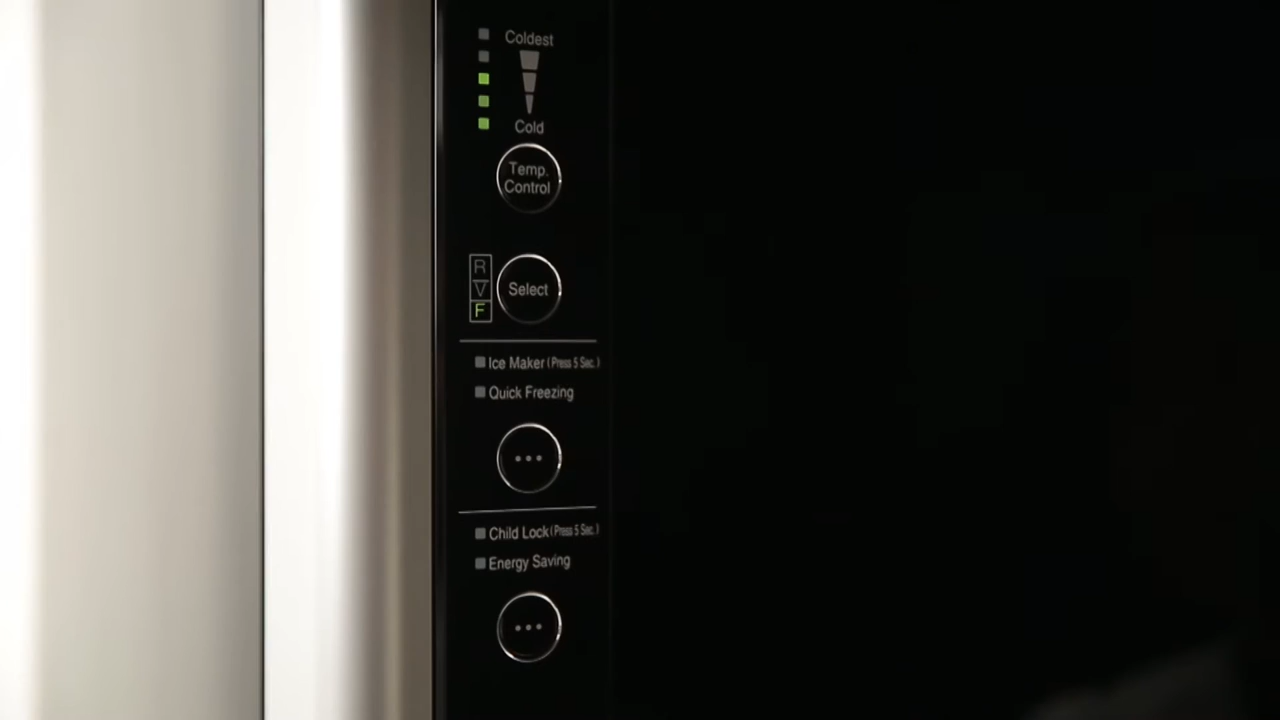 Coldest
Cold
Temp.
Control
R
V
F
Select
Ice Maker (Press 5 Sec.)
Quick Freezing
Child Lock (Press 5 Sec.)
Energy Saving